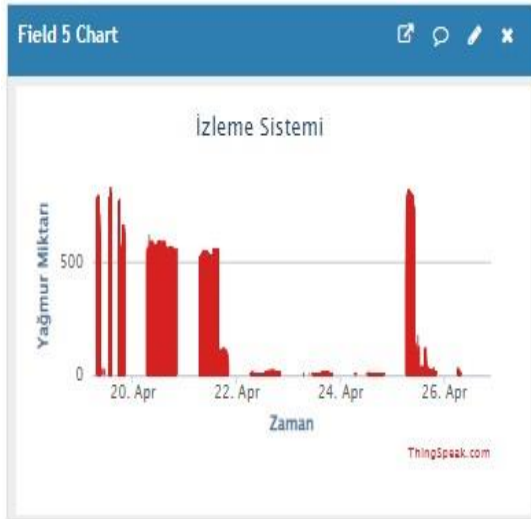 Field 5 Chart
İzleme Sistemi
Yağmur Miktarı
500
0
20. Apr
22. Apr
24. Apr
26. Apr
Zaman
ThingSpeak.com